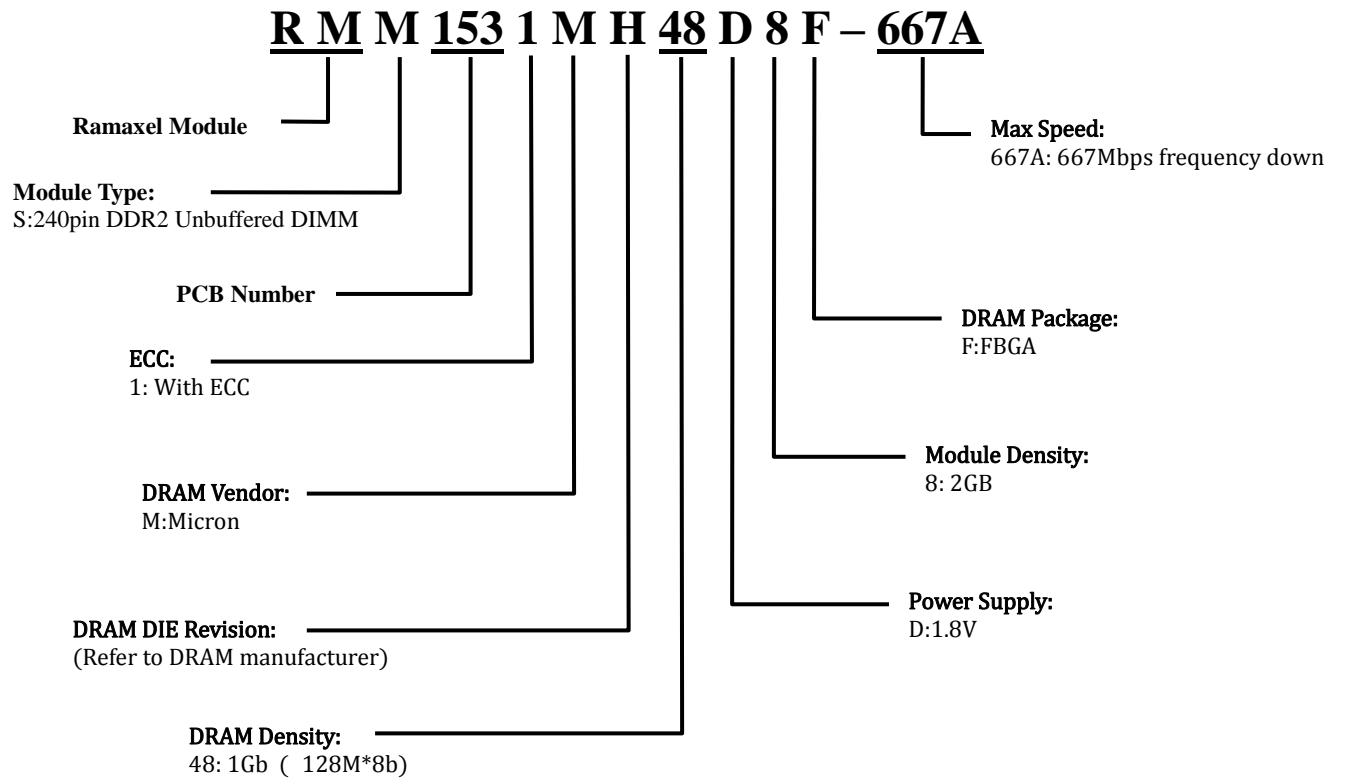 R M M 153 1 M H 48 D 8 F – 667A
Ramaxel Module
Max Speed:
667A: 667Mbps frequency down
Module Type:
S:240pin DDR2 Unbuffered DIMM
PCB Number
DRAM Package:
F:FBGA
ECC:
1: With ECC
Module Density:
8: 2GB
DRAM Vendor:
M:Micron
Power Supply:
D:1.8V
DRAM DIE Revision:
(Refer to DRAM manufacturer)
DRAM Density:
48: 1Gb ( 128M*8b)